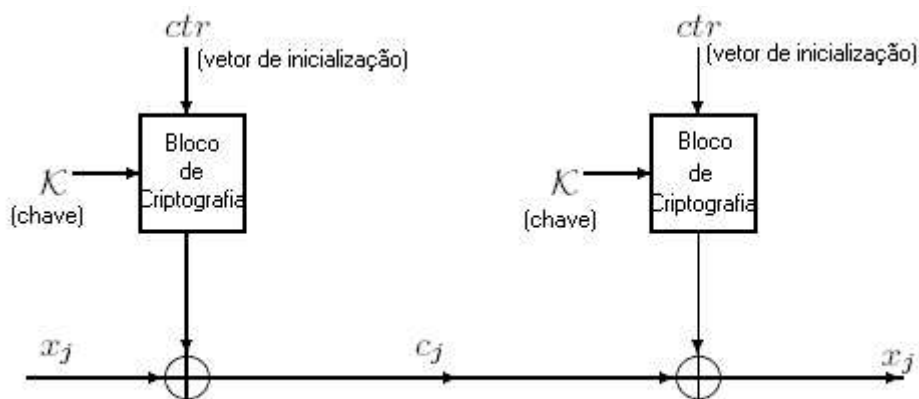 ctr
(vetor de inicialização)
Bloco
de
Criptografia
K
(chave)
x_j
c_j
ctr
(vetor de inicialização)
Bloco
de
Criptografia
K
(chave)
x_j